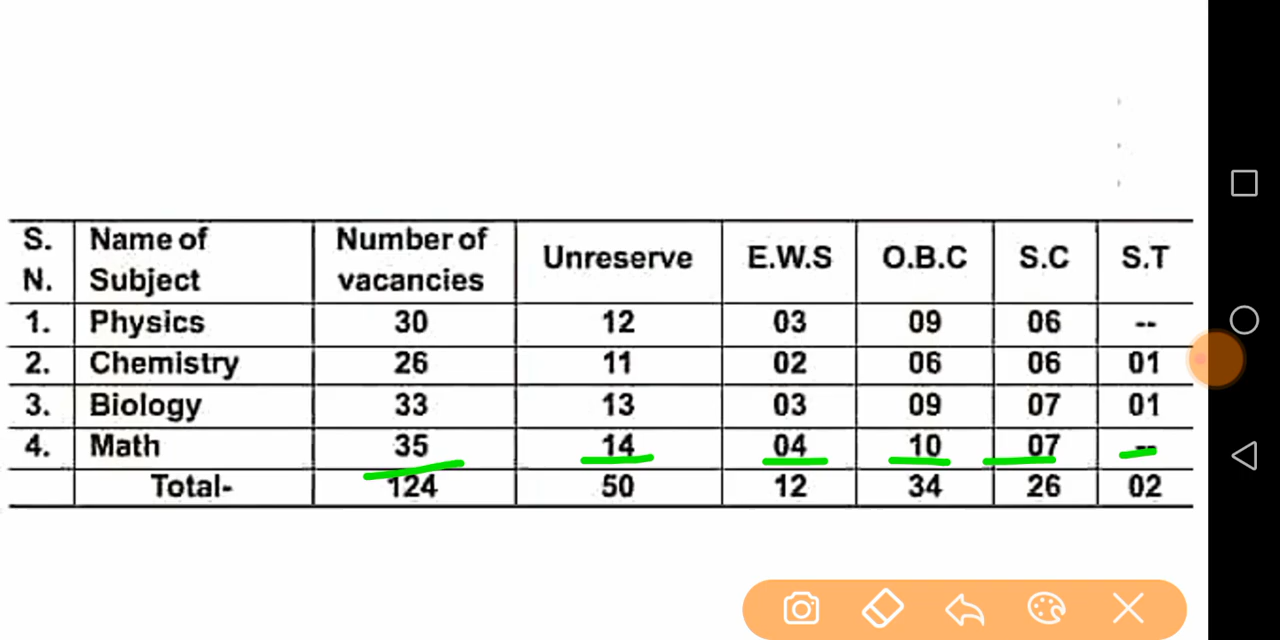 S. N. Name of Subject Number of vacancies Unreserve E.W.S O.B.C S.C S.T
1. Physics 30 12 03 09 06 --
2. Chemistry 26 11 02 06 06 01
3. Biology 33 13 03 09 07 01
4. Math 35 14 04 10 07 --
Total- 124 50 12 34 26 02